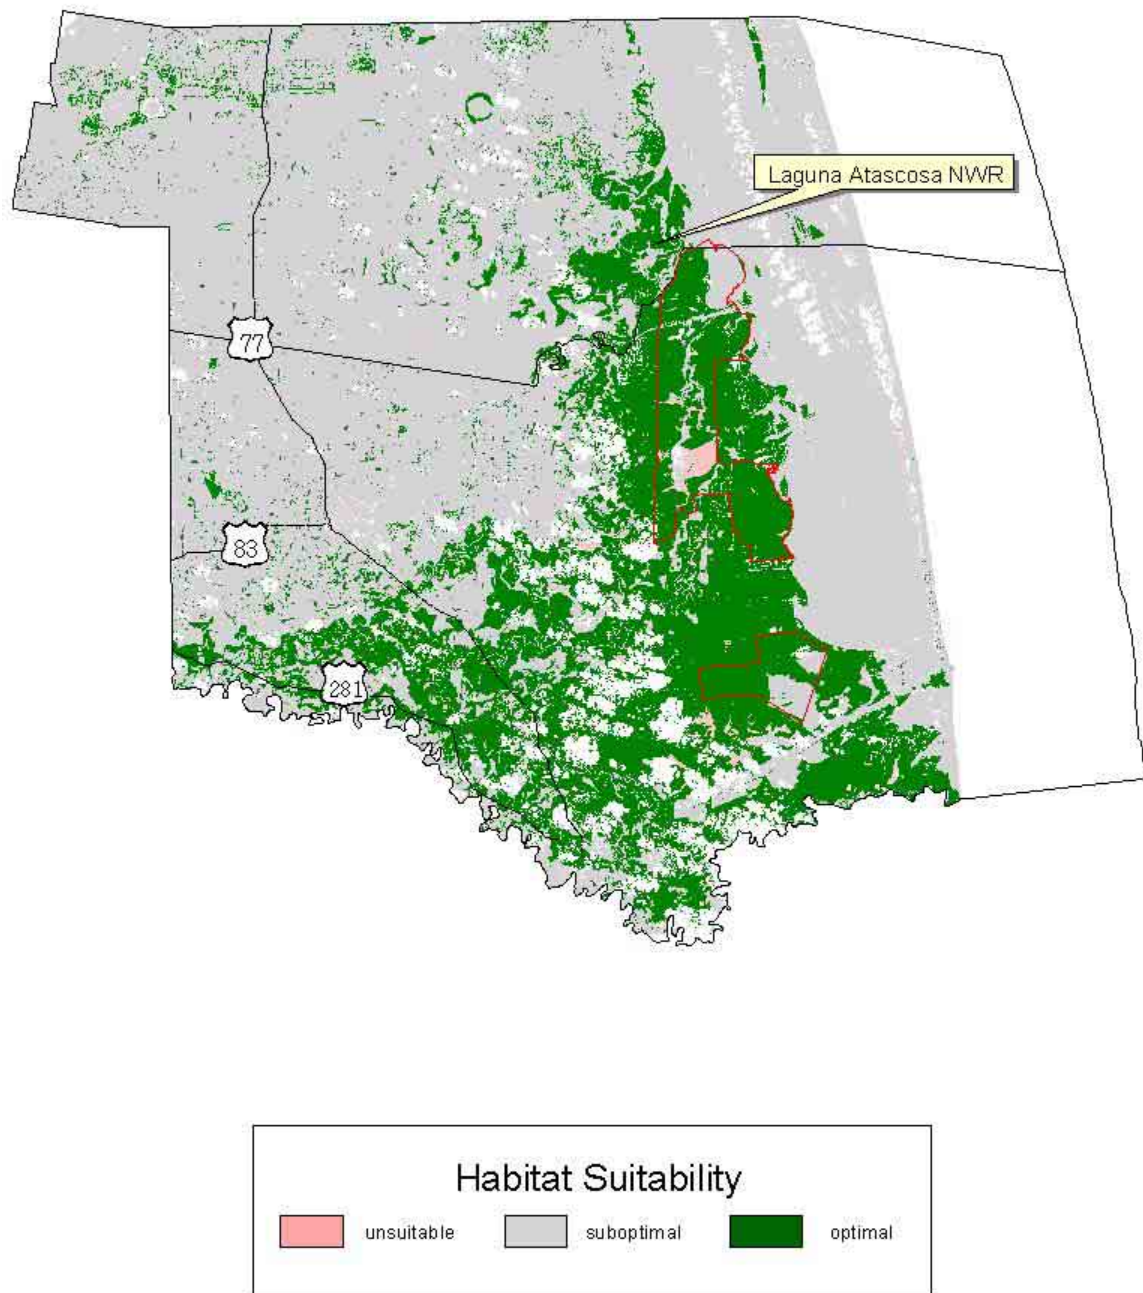 Laguna Atascosa NWR
77
83
281
Habitat Suitability
unsuitable suboptimal optimal